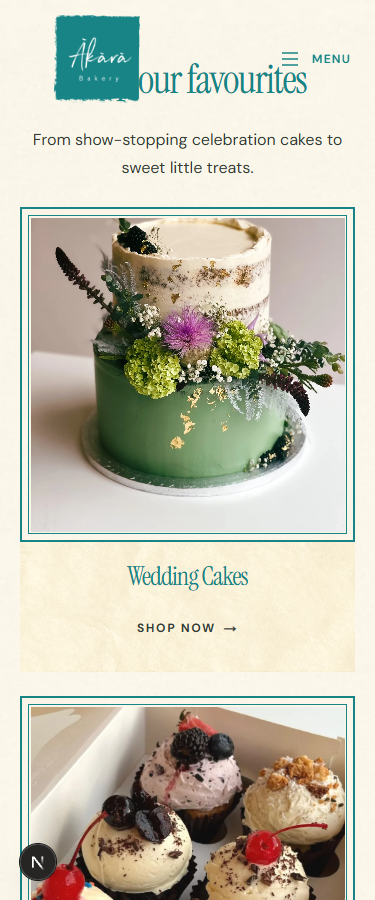 Àkàrà
Bakery
MENU
our favourites
From show-stopping celebration cakes to
sweet little treats.
Wedding Cakes
SHOP NOW →
N